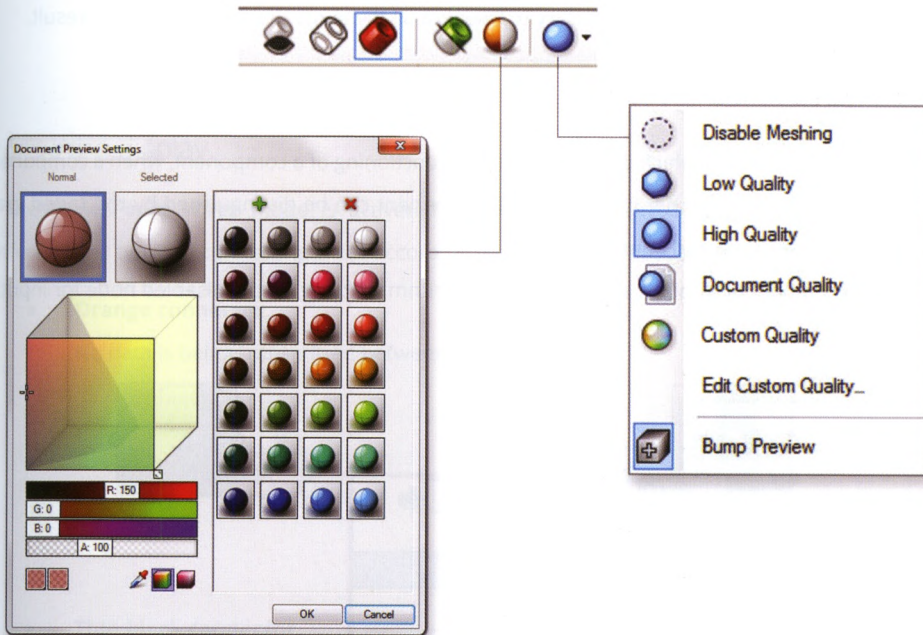 Document Preview Settings
Normal
Selected
R: 150
G: 0
B: 0
A: 100
OK
Cancel
Disable Meshing
Low Quality
High Quality
Document Quality
Custom Quality
Edit Custom Quality...
Bump Preview